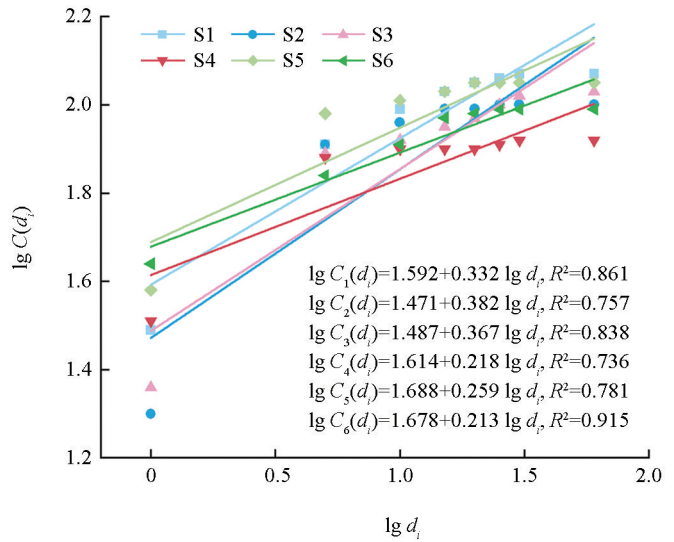 2.2
2.0
1.8
1.6
1.4
1.2
lg C(dᵢ)
S1 S2 S3
S4 S5 S6
lg C₁(dᵢ)=1.592+0.332 lg dᵢ, R²=0.861
lg C₂(dᵢ)=1.471+0.382 lg dᵢ, R²=0.757
lg C₃(dᵢ)=1.487+0.367 lg dᵢ, R²=0.838
lg C₄(dᵢ)=1.614+0.218 lg dᵢ, R²=0.736
lg C₅(dᵢ)=1.688+0.259 lg dᵢ, R²=0.781
lg C₆(dᵢ)=1.678+0.213 lg dᵢ, R²=0.915
0 0.5 1.0 1.5 2.0
lg dᵢ